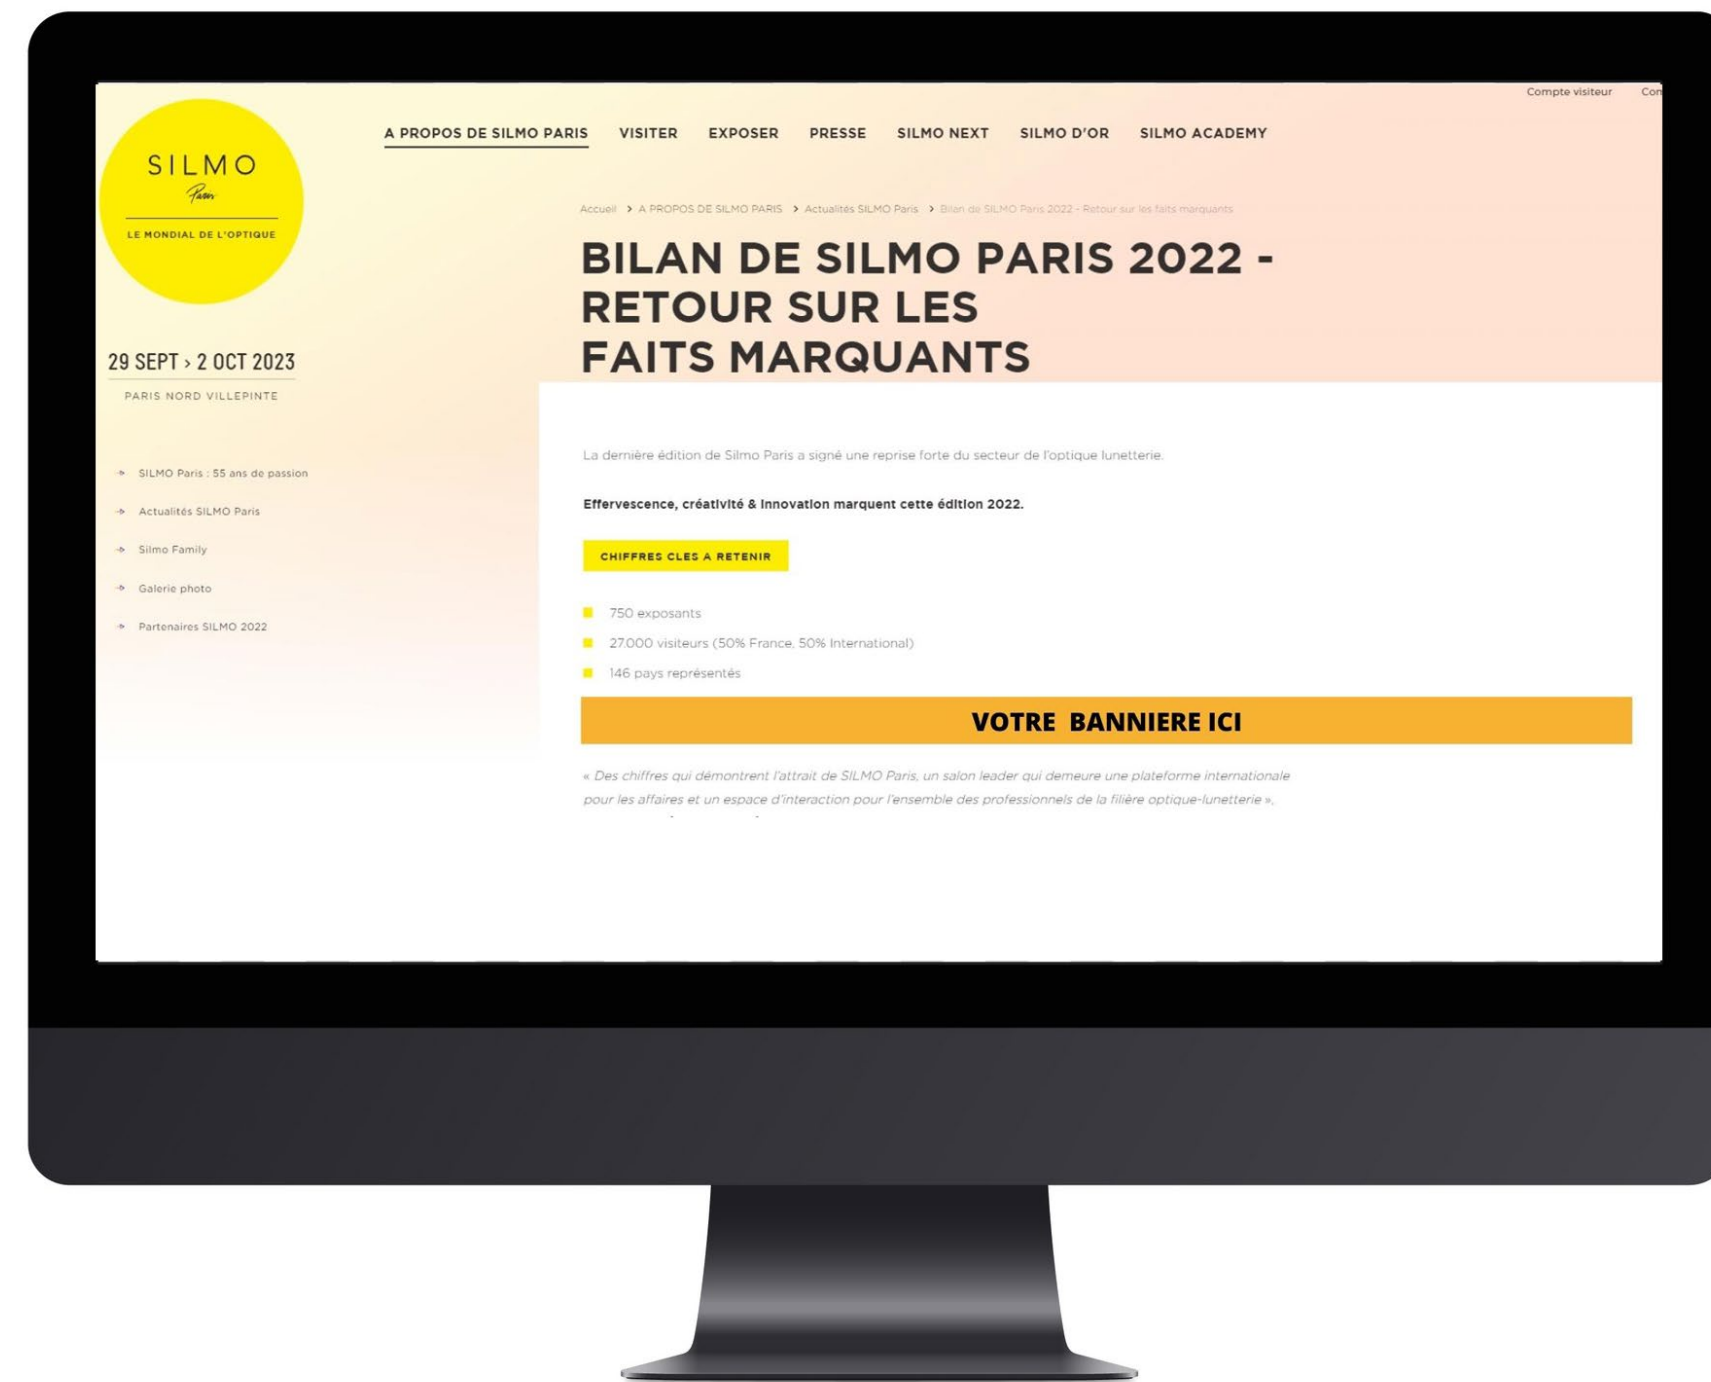 Compte visiteur
A PROPOS DE SILMO PARIS VISITER EXPOSER PRESSE SILMO NEXT SILMO D'OR SILMO ACADEMY
SILMO
Paris
LE MONDIAL DE L'OPTIQUE
29 SEPT › 2 OCT 2023
PARIS NORD VILLEPINTE
SILMO Paris : 55 ans de passion
Actualités SILMO Paris
Silmo Family
Galerie photo
Partenaires SILMO 2022
Accueil > A PROPOS DE SILMO PARIS > Actualités SILMO Paris > Bilan de SILMO Paris 2022 - Retour sur les faits marquants
BILAN DE SILMO PARIS 2022 -
RETOUR SUR LES
FAITS MARQUANTS
La dernière édition de Silmo Paris a signé une reprise forte du secteur de l'optique lunetterie.
Effervescence, créativité & Innovation marquent cette édition 2022.
CHIFFRES CLES A RETENIR
750 exposants
27.000 visiteurs (50% France, 50% International)
146 pays représentés
VOTRE BANNIERE ICI
« Des chiffres qui démontrent l'attrait de SILMO Paris, un salon leader qui demeure une plateforme internationale
pour les affaires et un espace d'interaction pour l'ensemble des professionnels de la filière optique-lunetterie »,